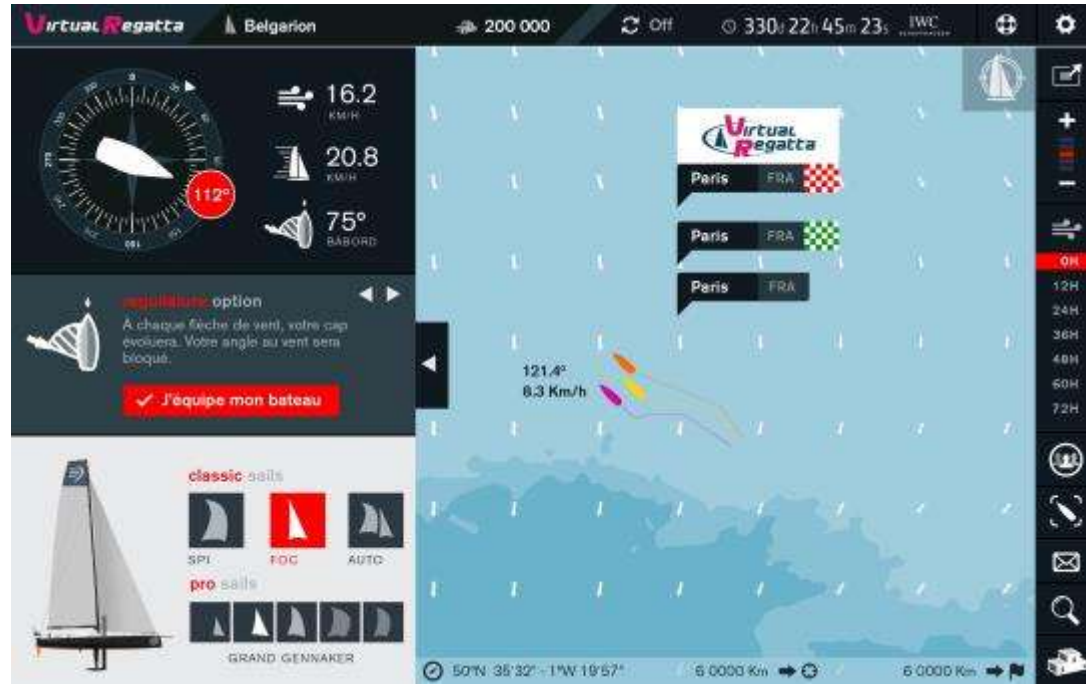 Virtual Regatta
Belgarion
200 000
Off
330j 22h 45m 23s
IWC
16.2
KM/H
20.8
KM/H
112°
75°
BABORD
option
A chaque flèche de vent, votre cap
évoluera. Votre angle au vent sera
bloqué.
J'équipe mon bateau
classic sails
SPI
FOC
AUTO
pro sails
GRAND GENNAKER
Virtual
Regatta
Paris FRA
Paris FRA
Paris FRA
121.4°
8.3 Km/h
50°N 35'32" - 1°W 19'57"
6 0000 Km
6 0000 Km
0H
12H
24H
36H
48H
60H
72H